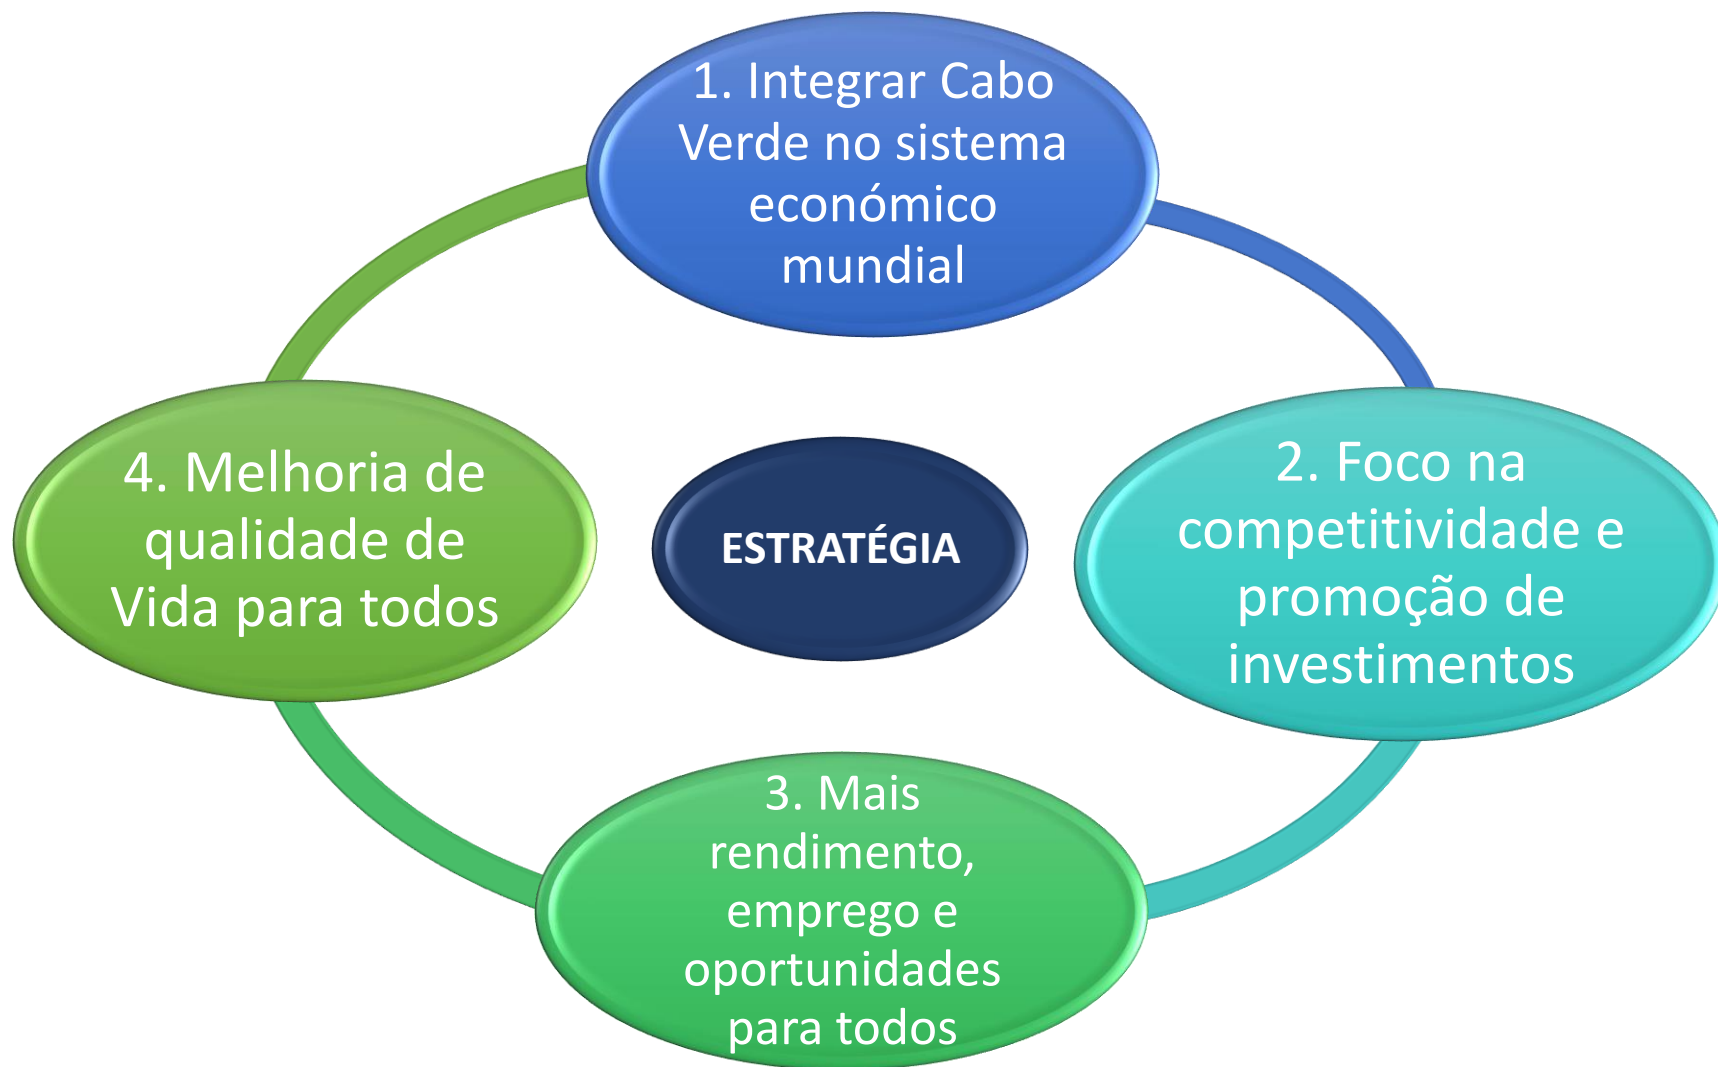 1. Integrar Cabo
Verde no sistema
económico
mundial
2. Foco na
competitividade e
promoção de
investimentos
3. Mais
rendimento,
emprego e
oportunidades
para todos
4. Melhoria de
qualidade de
Vida para todos
ESTRATÉGIA